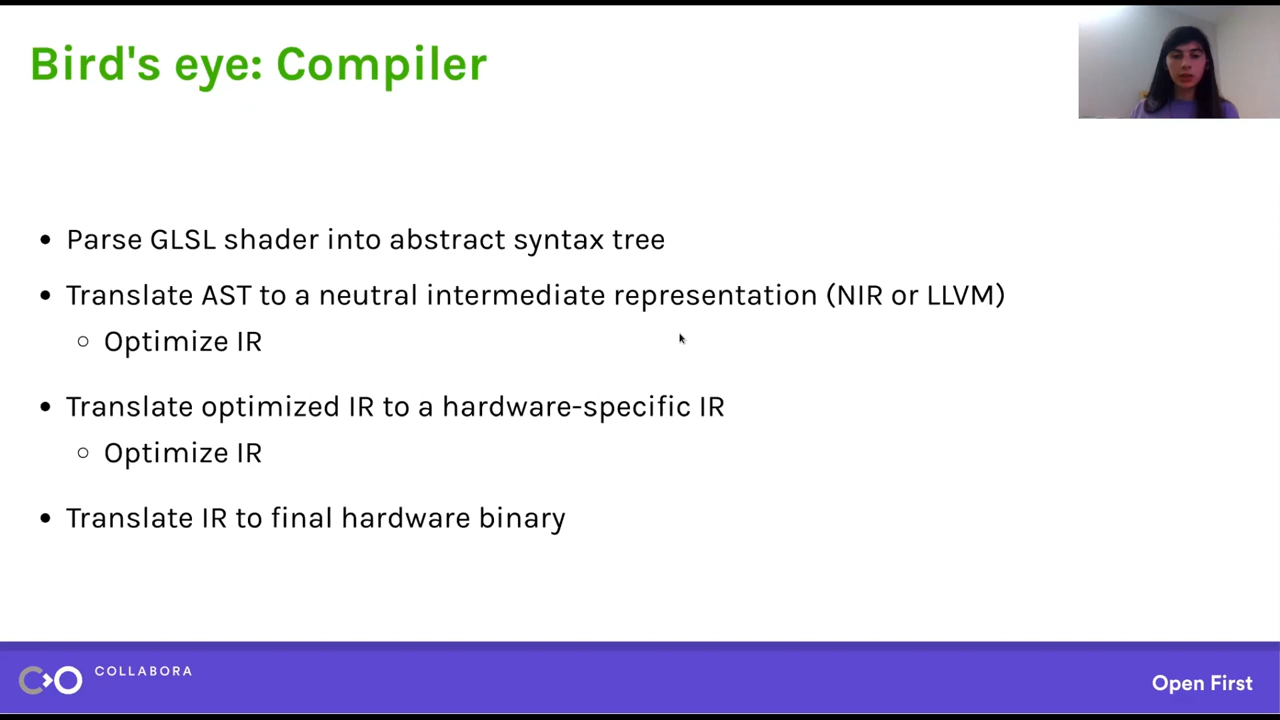 Bird's eye: Compiler
Parse GLSL shader into abstract syntax tree
Translate AST to a neutral intermediate representation (NIR or LLVM)
Optimize IR
Translate optimized IR to a hardware-specific IR
Optimize IR
Translate IR to final hardware binary
COLLABORA
Open First